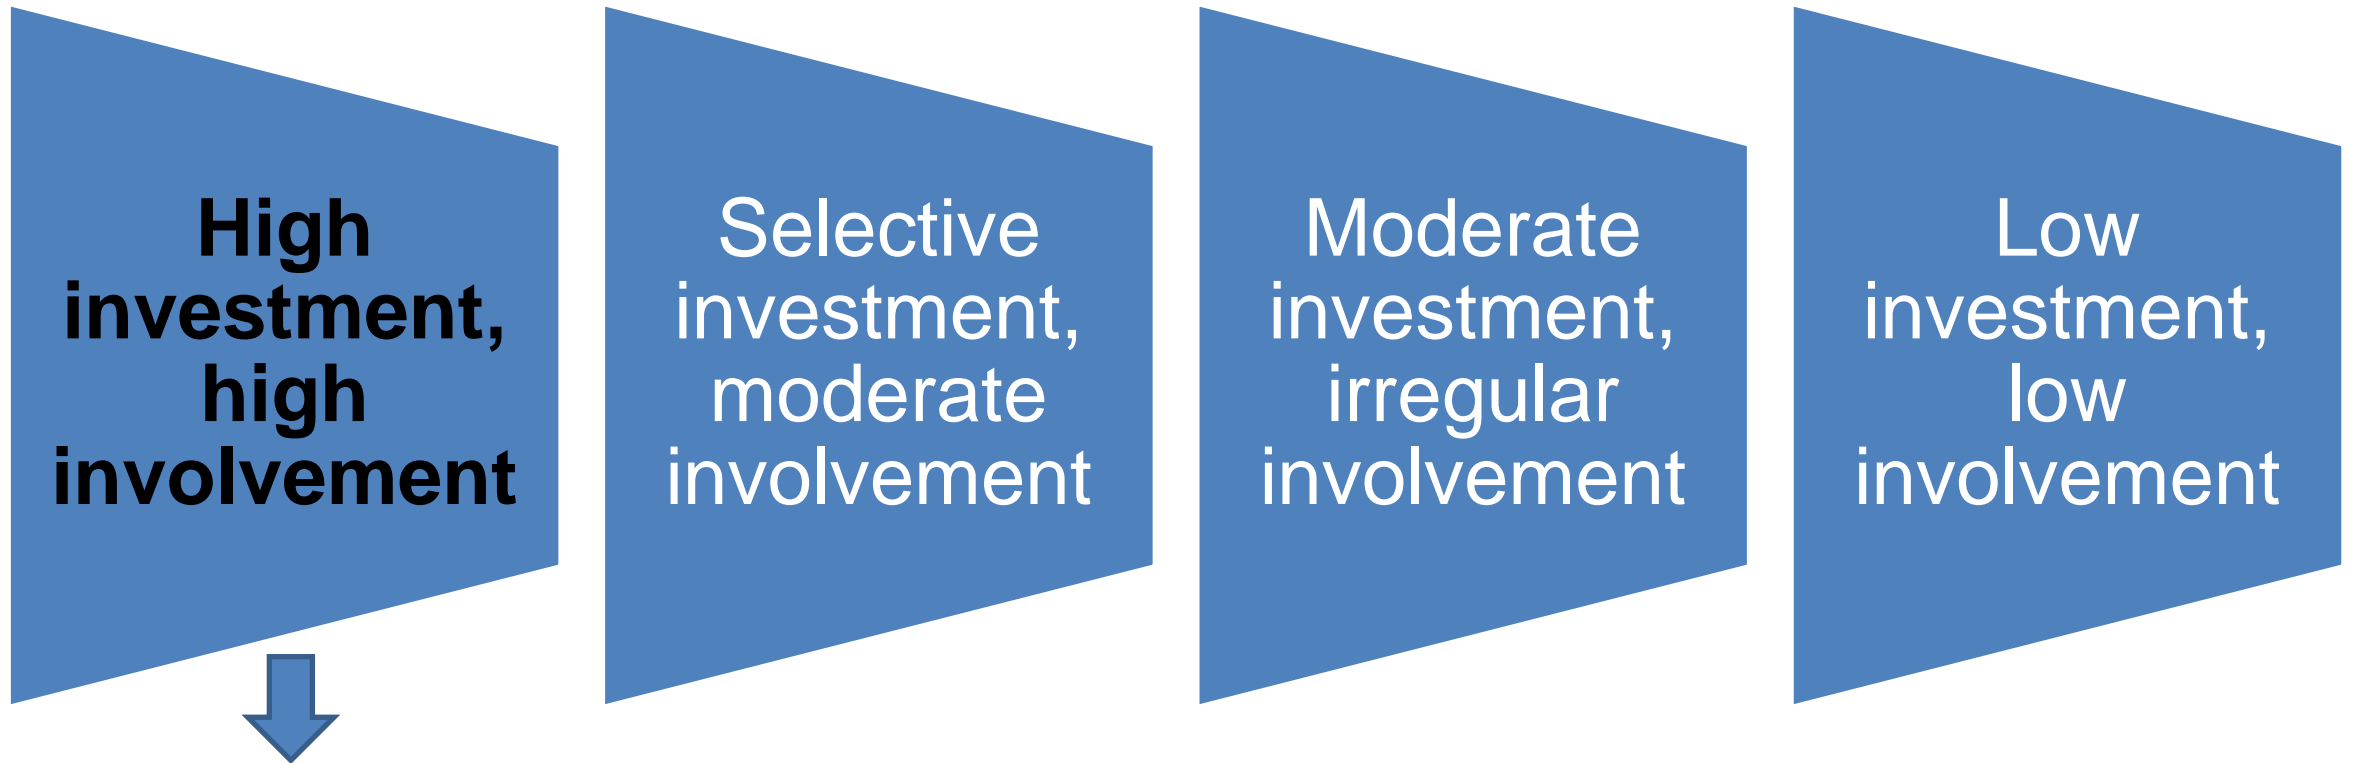 High
investment,
high
involvement
Selective
investment,
moderate
involvement
Moderate
investment,
irregular
involvement
Low
investment,
low
involvement